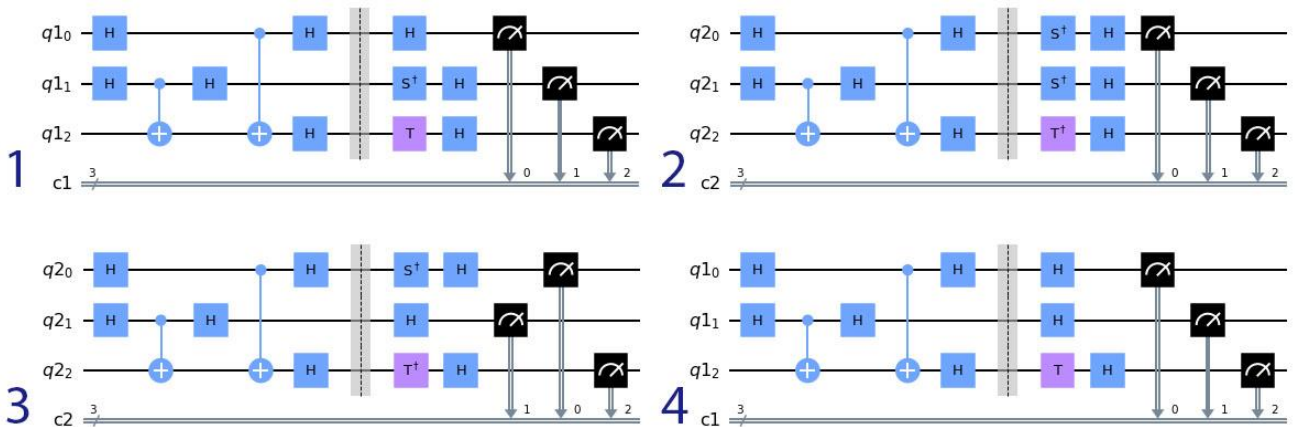 q1₀ H H H
q1₁ H H S† H
q1₂ H T H
1 c1 3 0 1 2
q2₀ H H S† H
q2₁ H H S† H
q2₂ H T† H
2 c2 3 0 1 2
q2₀ H H S† H
q2₁ H H H
q2₂ H T† H
3 c2 3 1 0 2
q1₀ H H H
q1₁ H H H
q1₂ H T H
4 c1 3 0 1 2